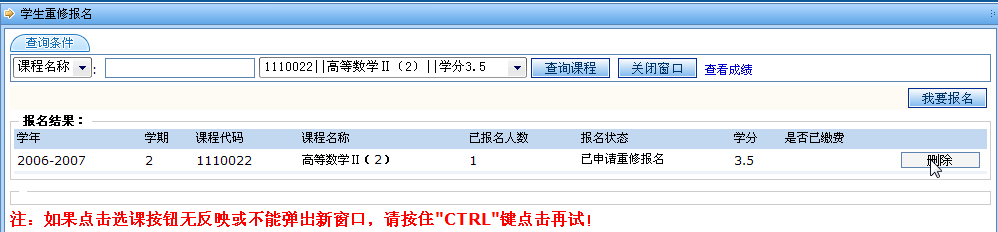 学生重修报名
查询条件
课程名称 : 1110022||高等数学Ⅱ（2）||学分3.5 查询课程 关闭窗口 查看成绩
我要报名
报名结果：
学年 学期 课程代码 课程名称 已报名人数 报名状态 学分 是否已缴费
2006-2007 2 1110022 高等数学Ⅱ（2） 1 已申请重修报名 3.5 删除
注：如果点击选课按钮无反映或不能弹出新窗口，请按住"CTRL"键点击再试!